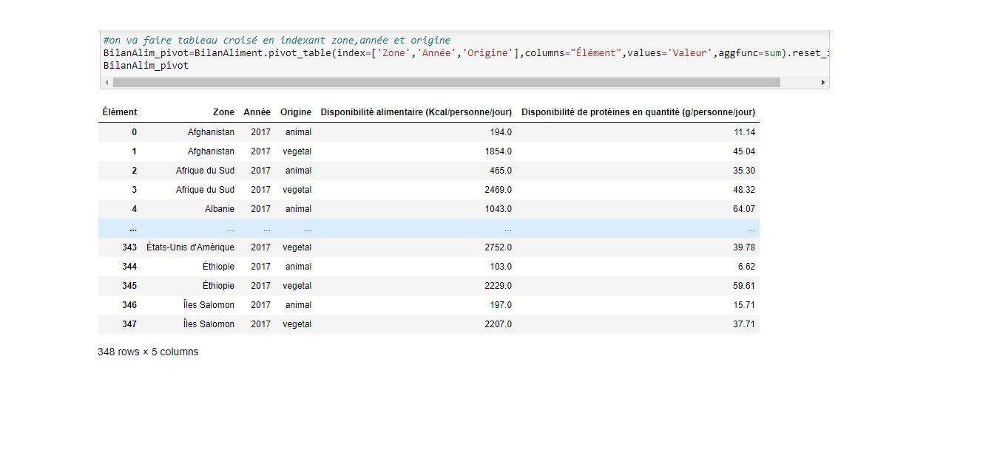 #on va faire tableau croisé en indexant zone,année et origine
BilanAlim_pivot=BilanAliment.pivot_table(index=['Zone','Année','Origine'],columns="Élément",values='Valeur',aggfunc=sum).reset_i
BilanAlim_pivot
Élément Zone Année Origine Disponibilité alimentaire (Kcal/personne/jour) Disponibilité de protéines en quantité (g/personne/jour)
0 Afghanistan 2017 animal 194.0 11.14
1 Afghanistan 2017 vegetal 1854.0 45.04
2 Afrique du Sud 2017 animal 465.0 35.30
3 Afrique du Sud 2017 vegetal 2469.0 48.32
4 Albanie 2017 animal 1043.0 64.07
... ... ... ... ... ...
343 États-Unis d'Amérique 2017 vegetal 2752.0 39.78
344 Éthiopie 2017 animal 103.0 6.62
345 Éthiopie 2017 vegetal 2229.0 59.61
346 Îles Salomon 2017 animal 197.0 15.71
347 Îles Salomon 2017 vegetal 2207.0 37.71
348 rows × 5 columns